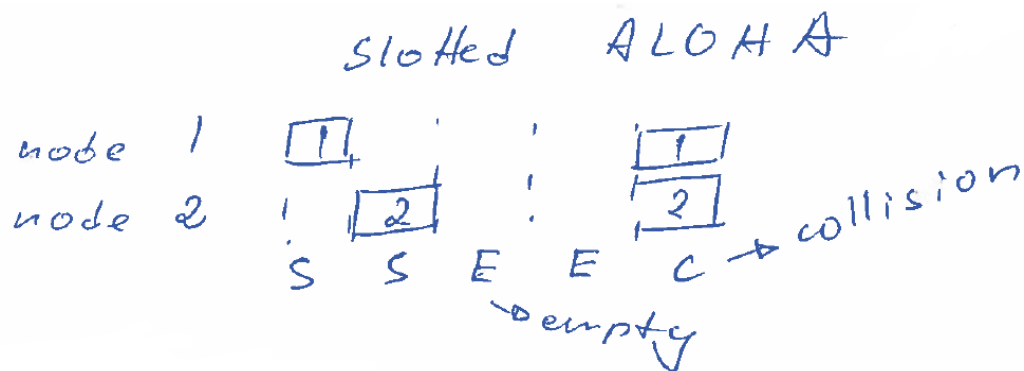 Slotted ALOHA
node 1 1 1
node 2 2 2
S S E E C → collision
→ empty